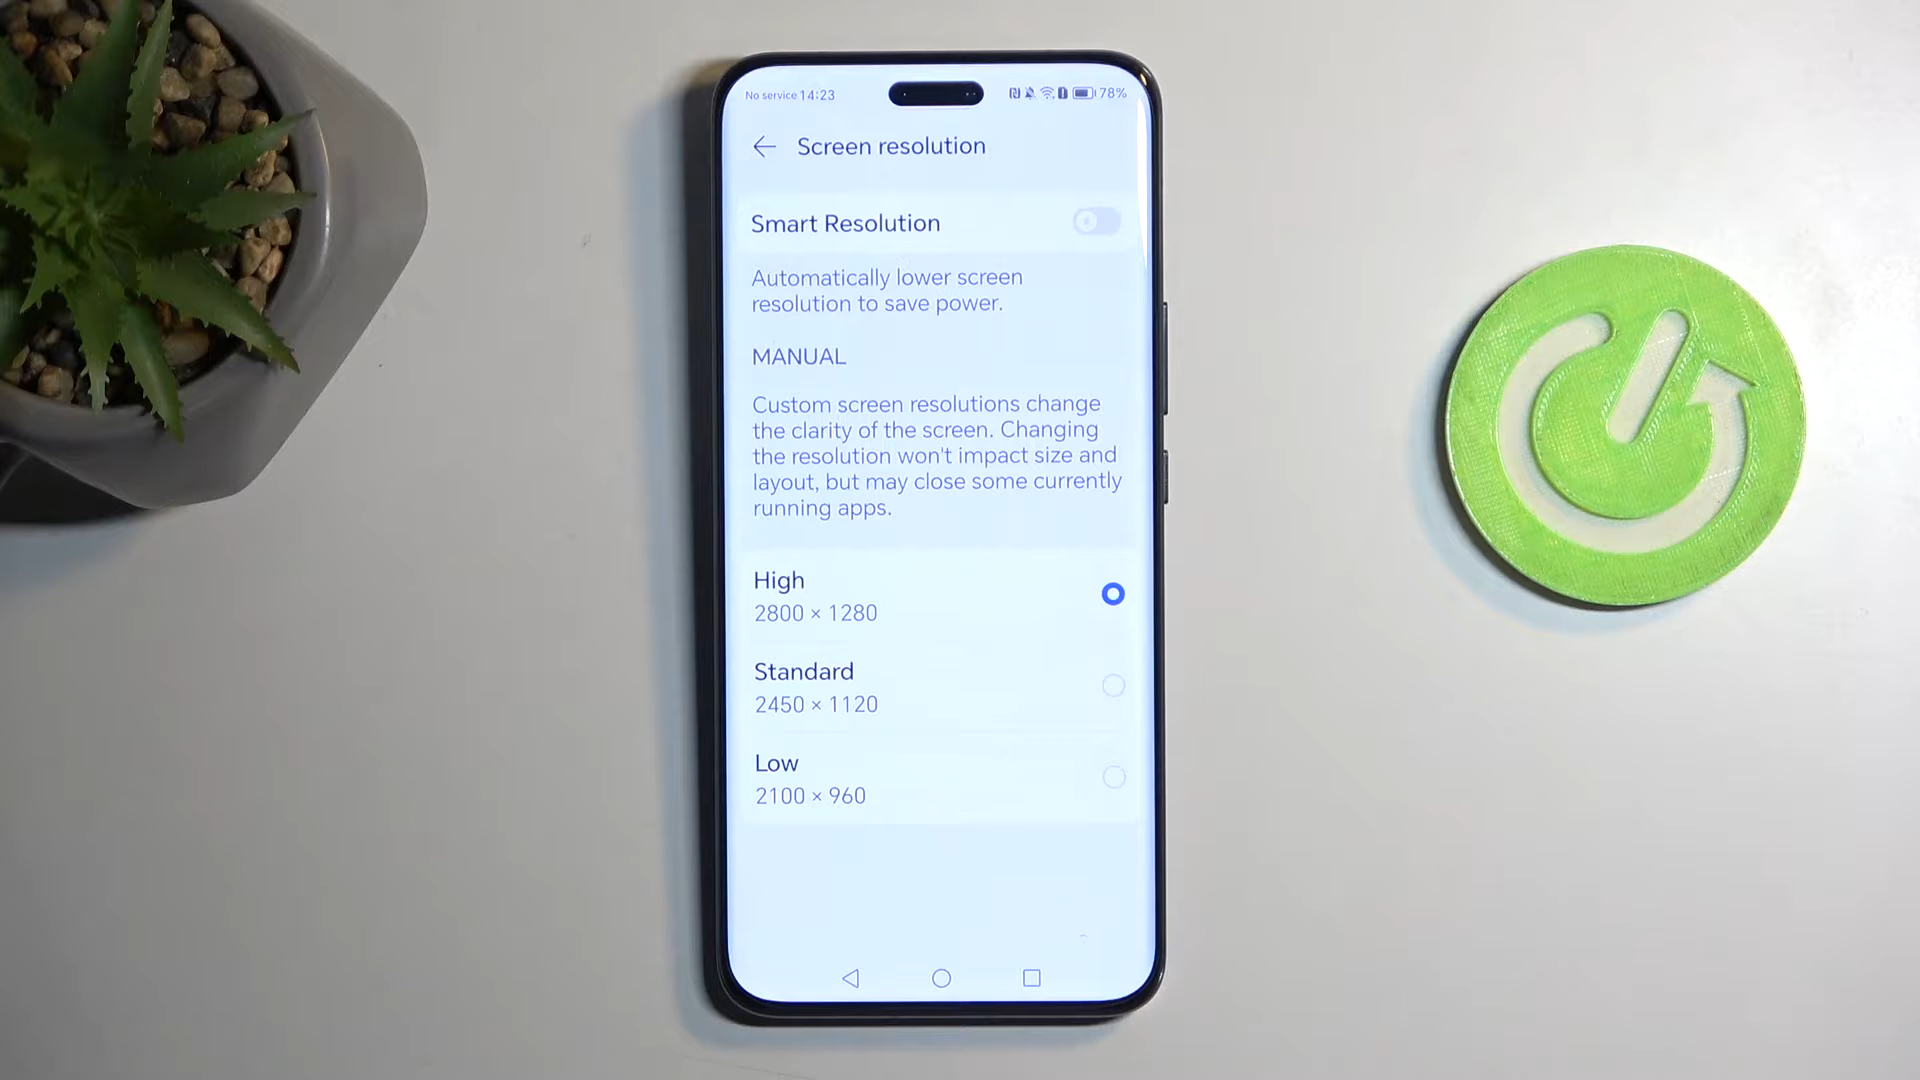 No service 14:23
78%
Screen resolution
Smart Resolution
Automatically lower screen
resolution to save power.
MANUAL
Custom screen resolutions change
the clarity of the screen. Changing
the resolution won't impact size and
layout, but may close some currently
running apps.
High
2800 × 1280
Standard
2450 × 1120
Low
2100 × 960